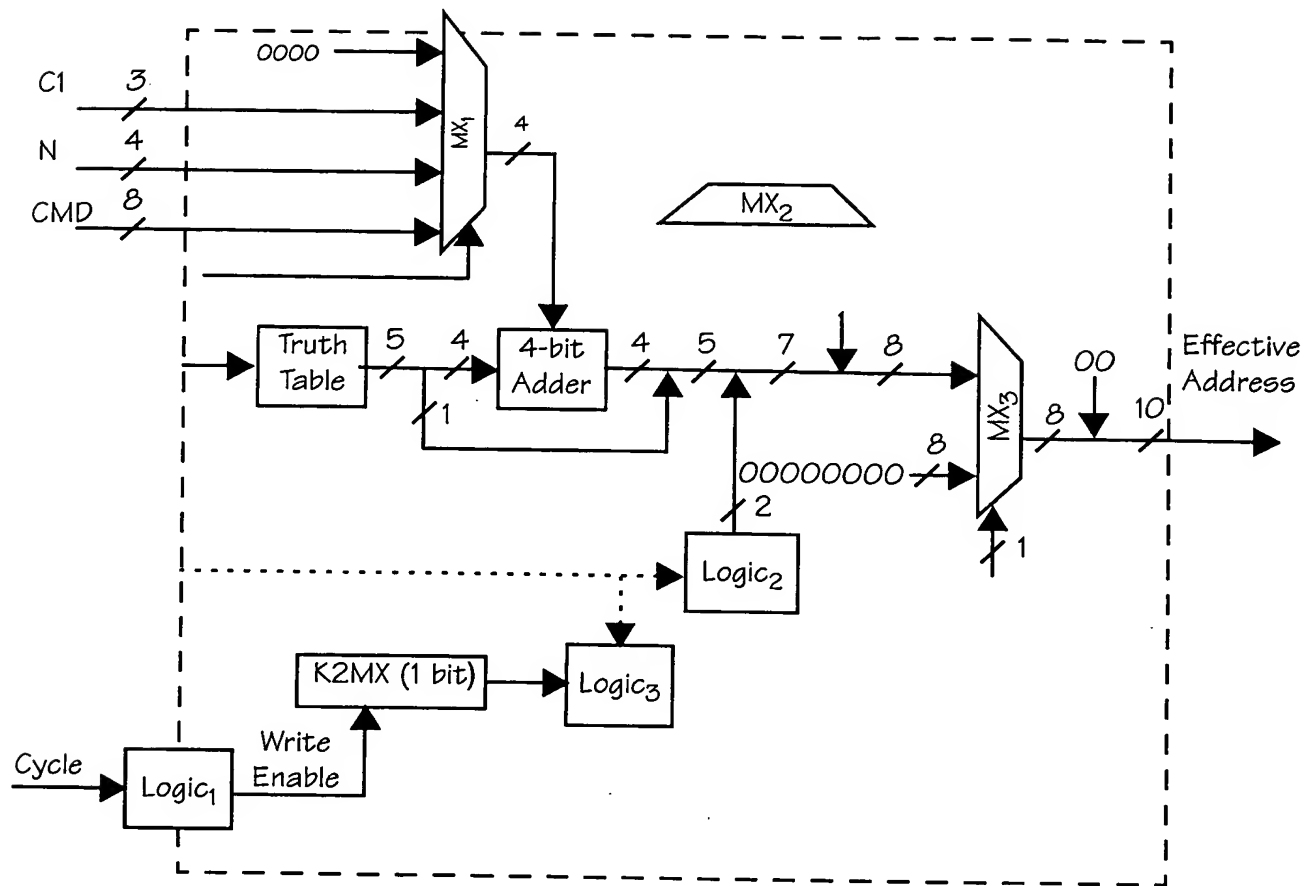 0000
C1
3
N
4
CMD
8
MX1
4
MX2
Truth
Table
5
4
1
4-bit
Adder
4
5
7
1
8
MX3
00
8
10
Effective
Address
00000000
8
2
1
Logic2
K2MX (1 bit)
Logic3
Cycle
Logic1
Write
Enable